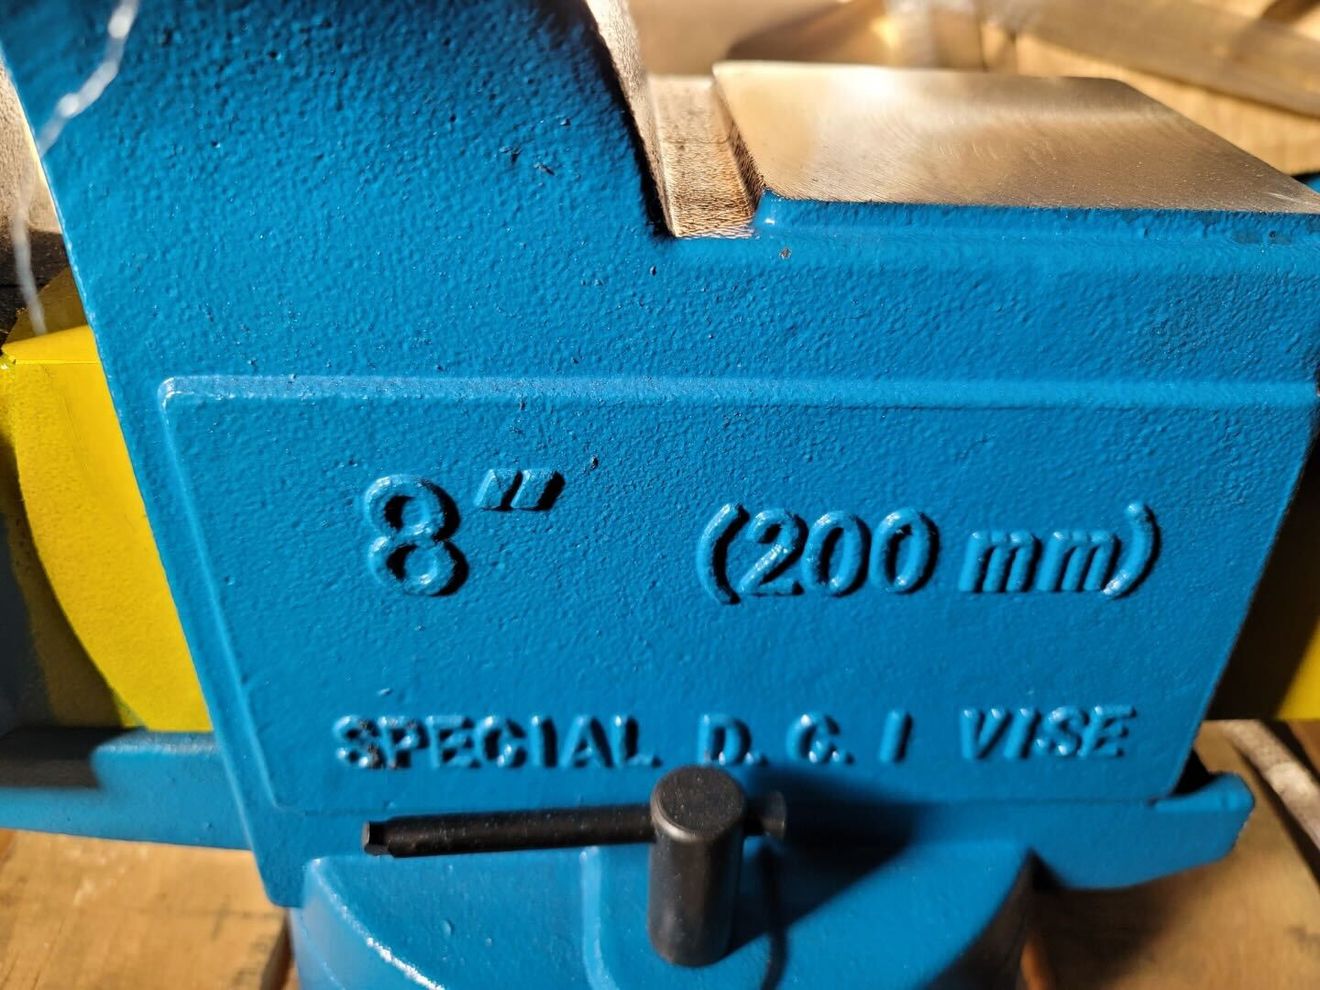 8" (200 mm)
SPECIAL D. C. I VISE